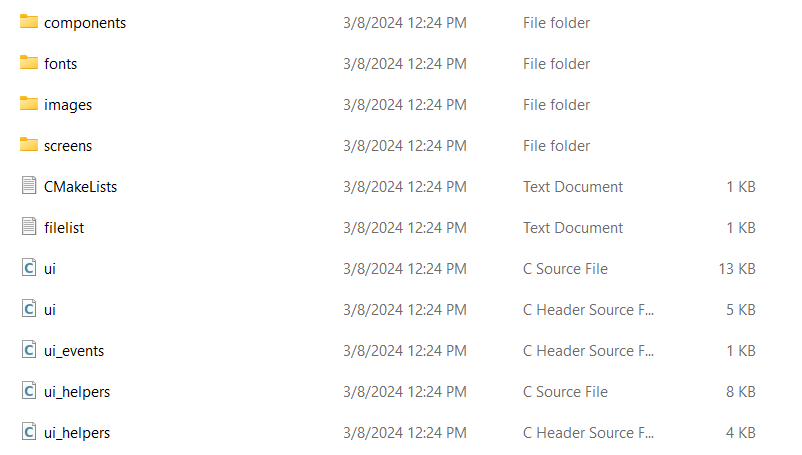 components 3/8/2024 12:24 PM File folder
fonts 3/8/2024 12:24 PM File folder
images 3/8/2024 12:24 PM File folder
screens 3/8/2024 12:24 PM File folder
CMakeLists 3/8/2024 12:24 PM Text Document 1 KB
filelist 3/8/2024 12:24 PM Text Document 1 KB
C ui 3/8/2024 12:24 PM C Source File 13 KB
C ui 3/8/2024 12:24 PM C Header Source F... 5 KB
C ui_events 3/8/2024 12:24 PM C Header Source F... 1 KB
C ui_helpers 3/8/2024 12:24 PM C Source File 8 KB
C ui_helpers 3/8/2024 12:24 PM C Header Source F... 4 KB